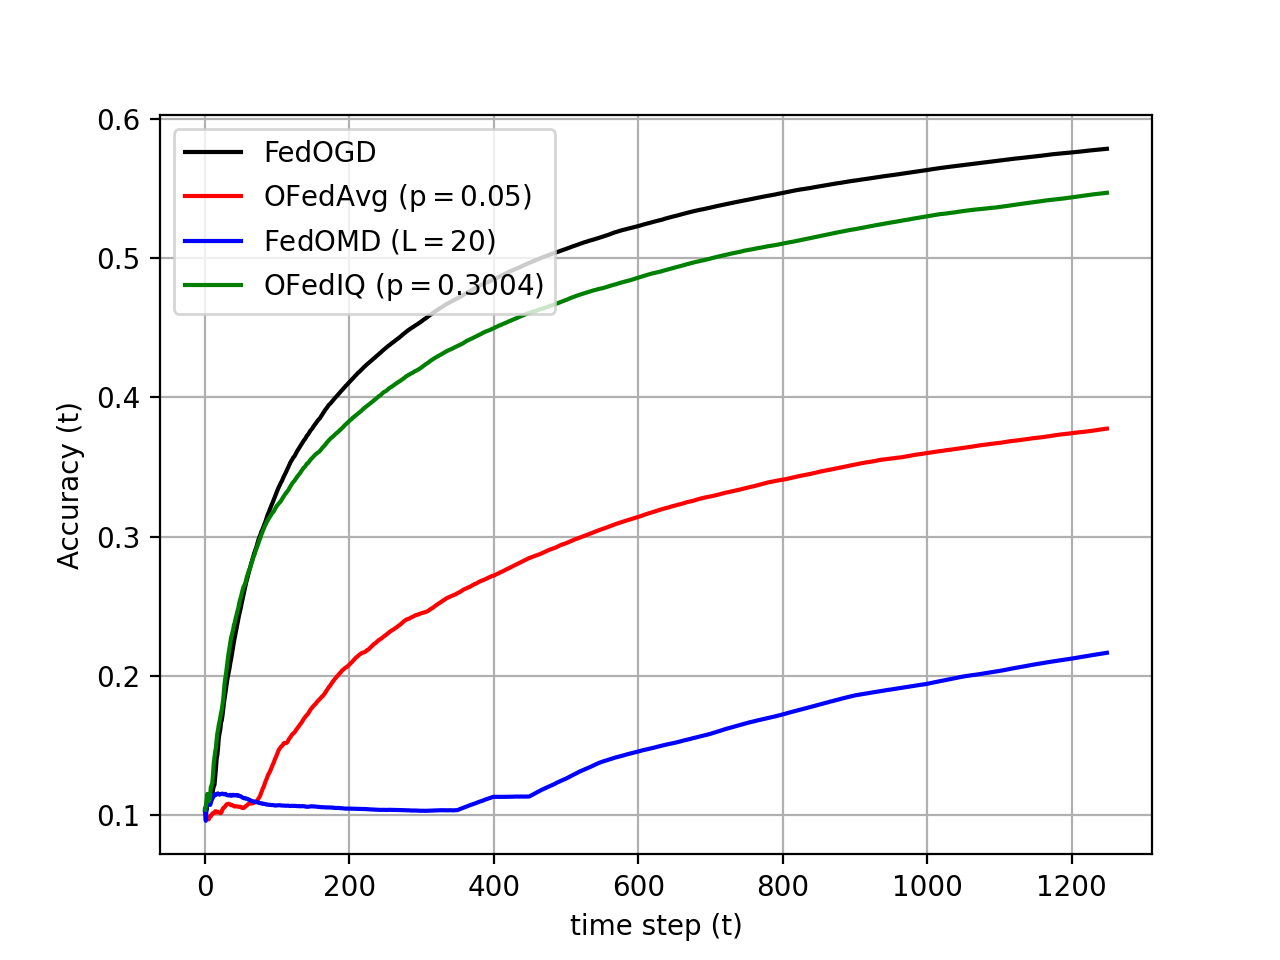 0.6
0.5
0.4
0.3
0.2
0.1
Accuracy (t)
FedOGD
OFedAvg (p = 0.05)
FedOMD (L = 20)
OFedIQ (p = 0.3004)
0 200 400 600 800 1000 1200
time step (t)